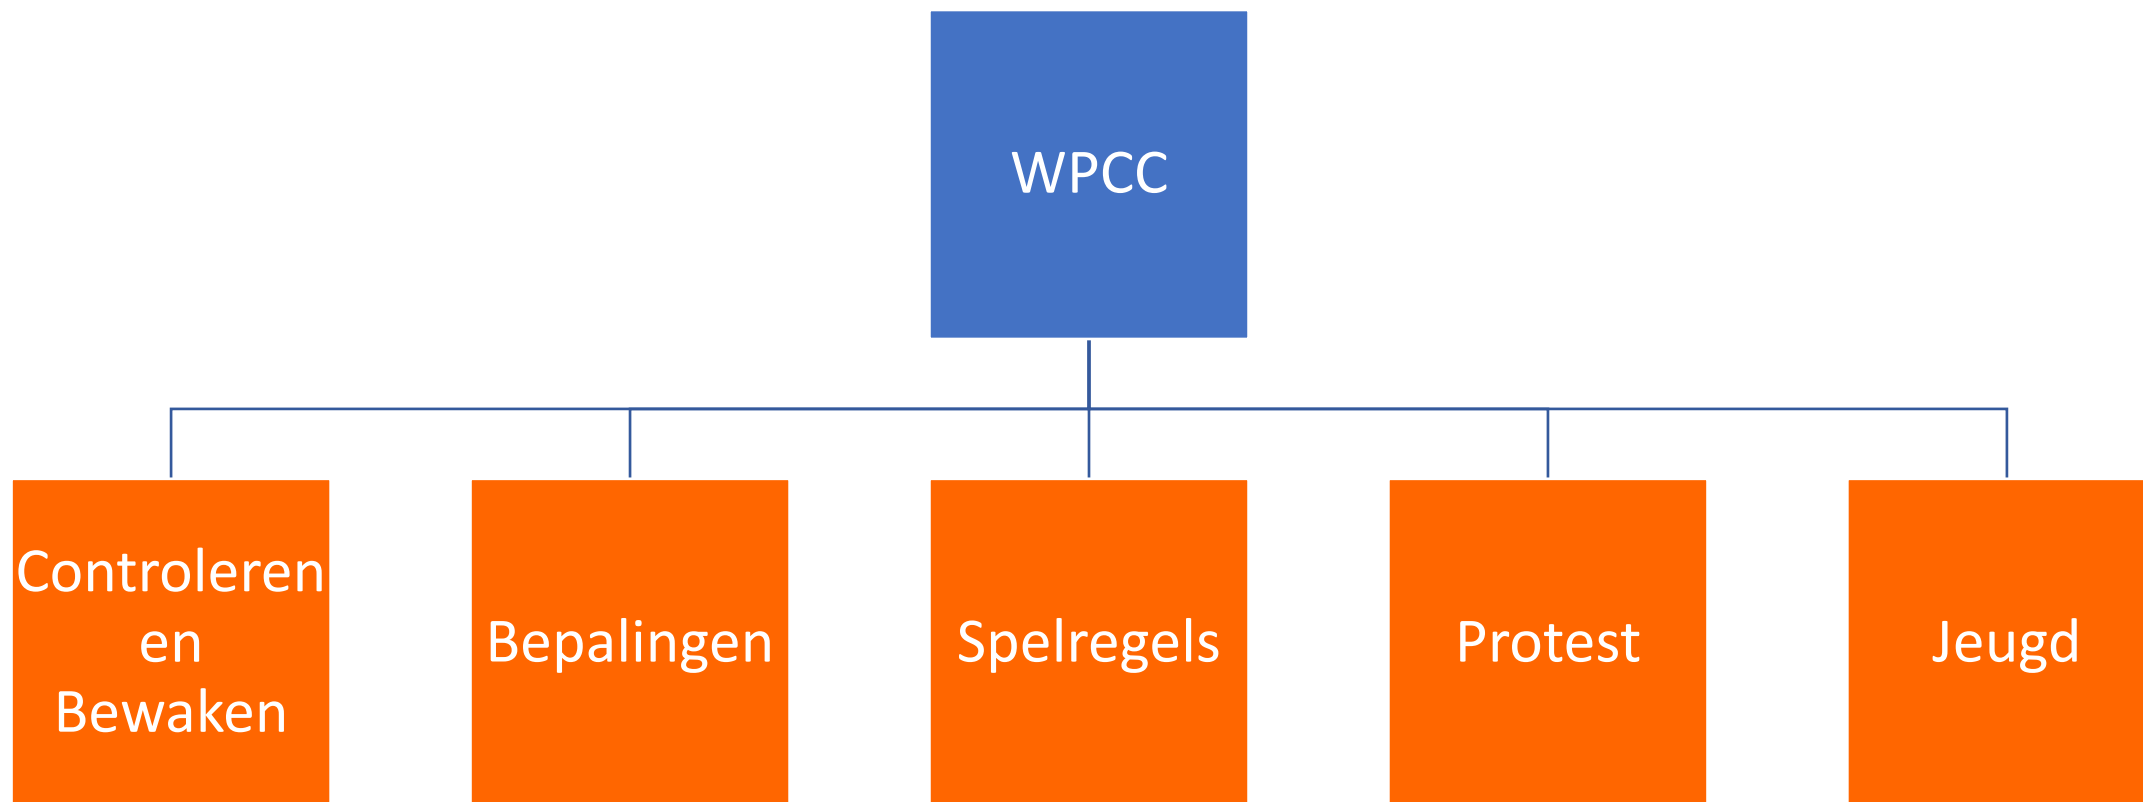 WPCC
Controleren
en
Bewaken
Bepalingen
Spelregels
Protest
Jeugd